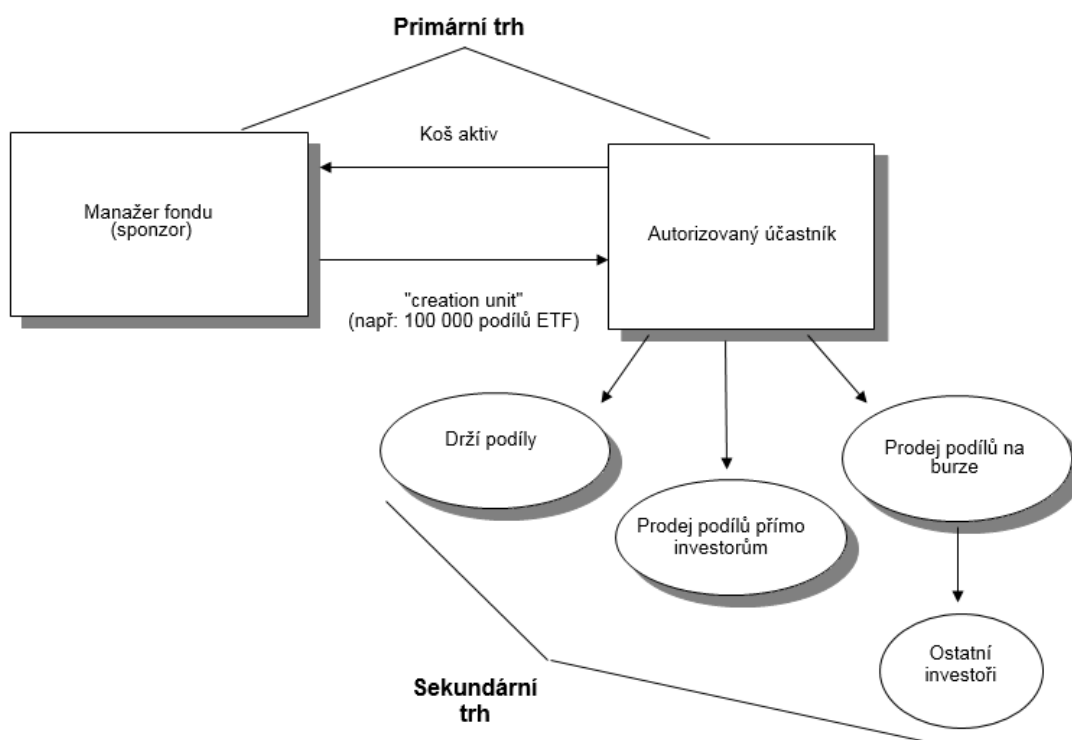 Primární trh
Koš aktiv
Manažer fondu
(sponzor)
Autorizovaný účastník
"creation unit"
(např: 100 000 podílů ETF)
Drží podíly
Prodej podílů na
burze
Prodej podílů přímo
investorům
Ostatní
investoři
Sekundární
trh